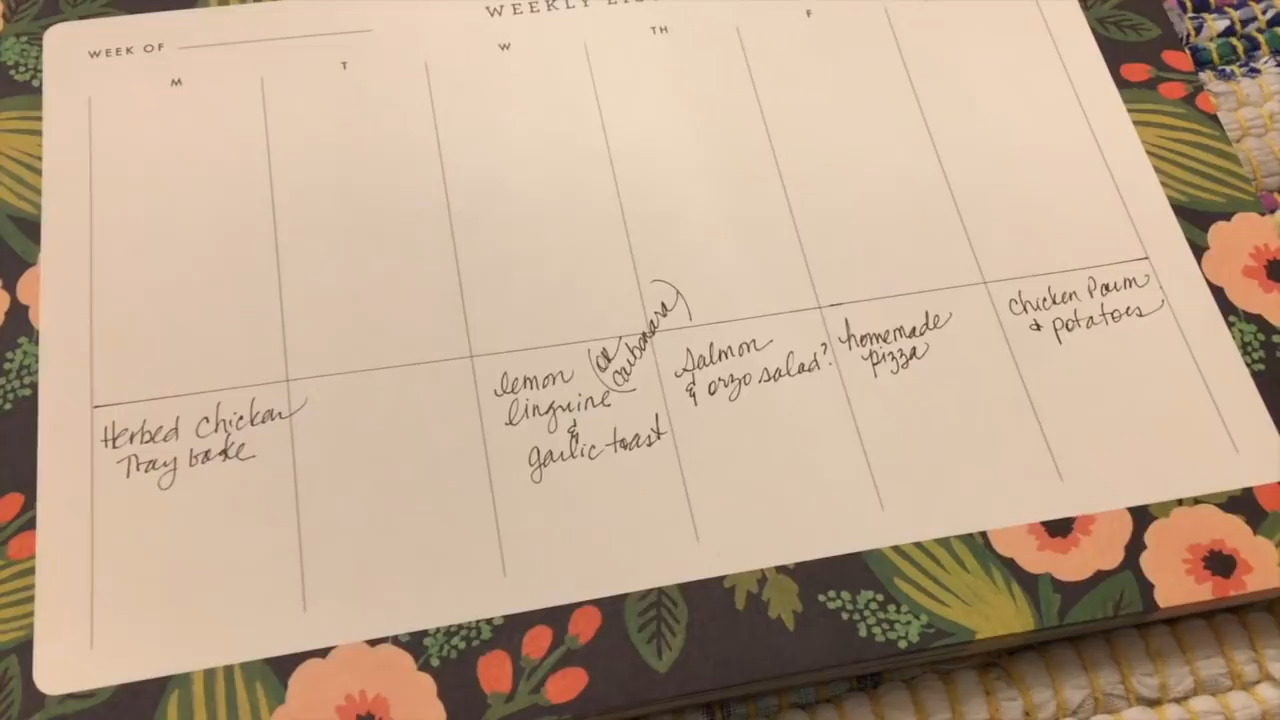 WEEKLY
WEEK OF
M
T
W
TH
F
Herbed Chicken
Tray bake
lemon
linguine
&
garlic toast
(or
carbonara)
Salmon
& orzo salad?
homemade
pizza
chicken Parm
& potatoes